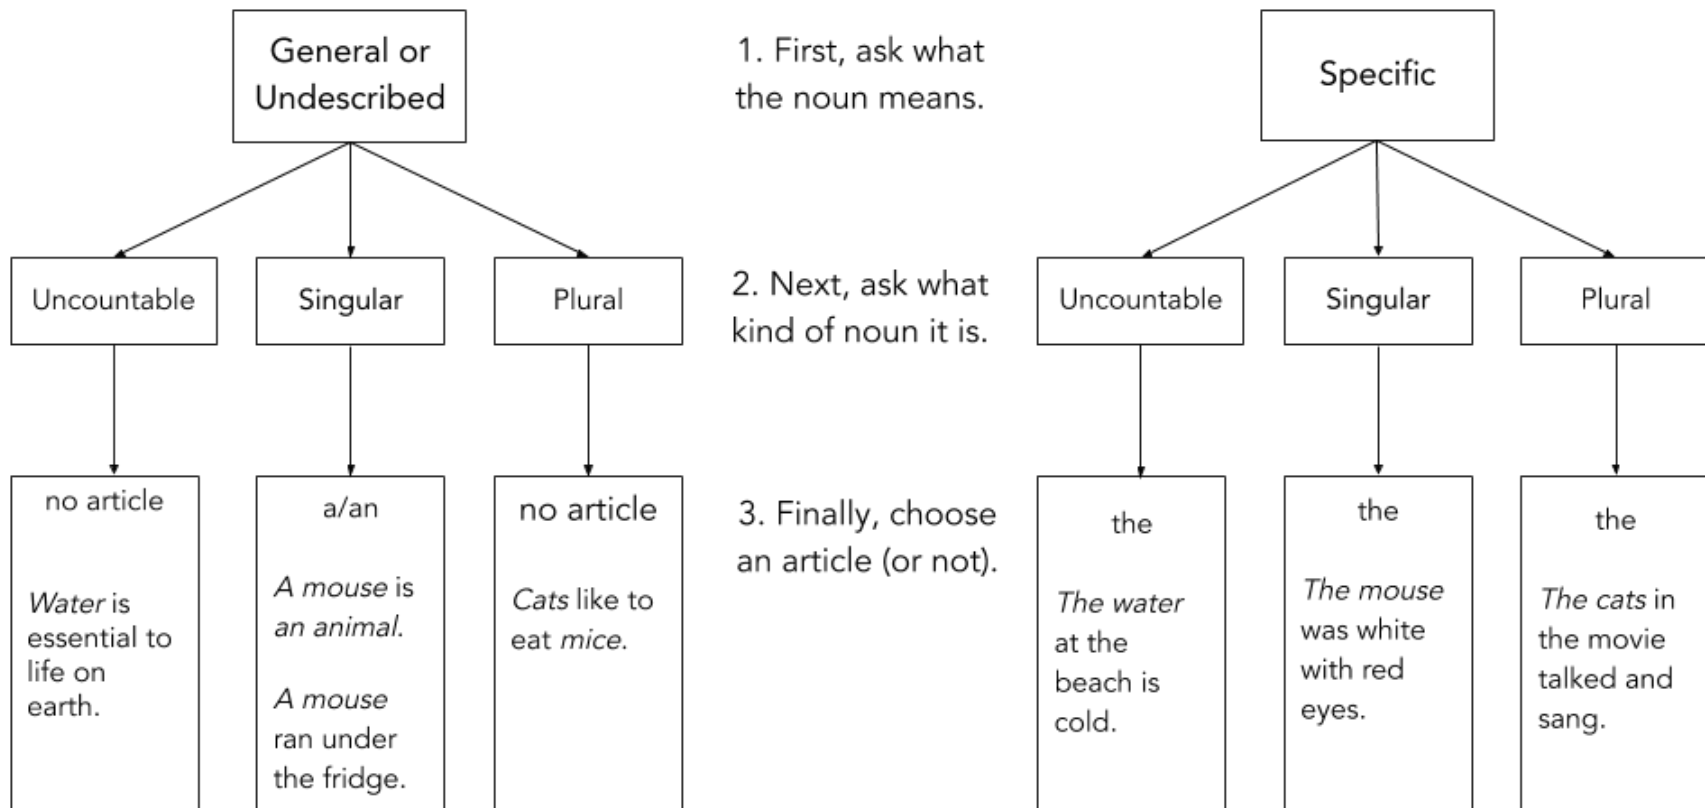 General or
Undescribed
1. First, ask what
the noun means.
Specific
Uncountable
Singular
Plural
2. Next, ask what
kind of noun it is.
Uncountable
Singular
Plural
no article
Water is
essential to
life on
earth.
a/an
A mouse is
an animal.
A mouse
ran under
the fridge.
no article
Cats like to
eat mice.
3. Finally, choose
an article (or not).
the
The water
at the
beach is
cold.
the
The mouse
was white
with red
eyes.
the
The cats in
the movie
talked and
sang.